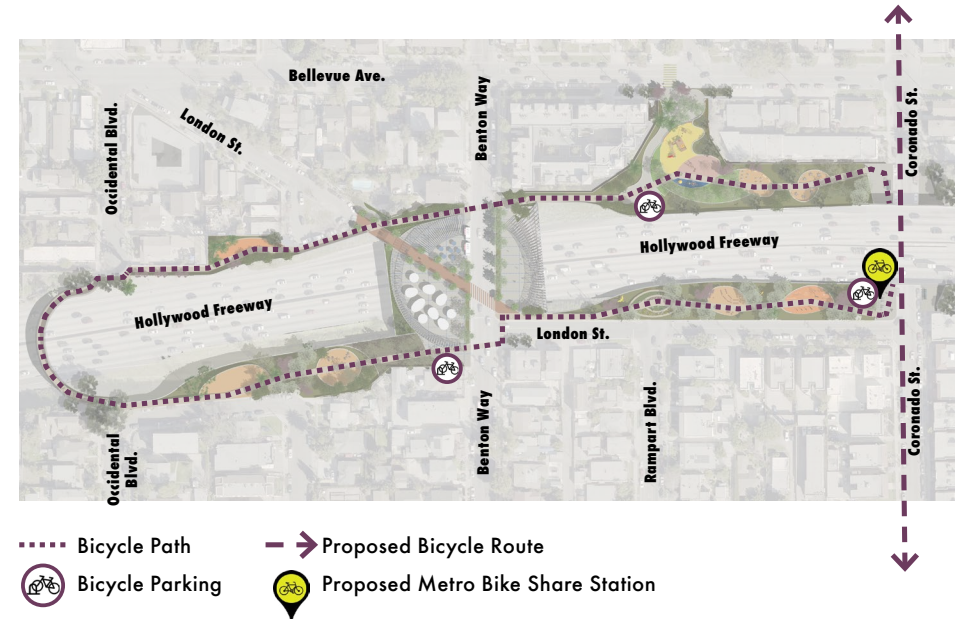 Bellevue Ave.
Occidental Blvd.
London St.
Benton Way
Coronado St.
Hollywood Freeway
Hollywood Freeway
London St.
Occidental
Blvd.
Benton Way
Rampart Blvd.
Coronado St.
Bicycle Path
Proposed Bicycle Route
Bicycle Parking
Proposed Metro Bike Share Station